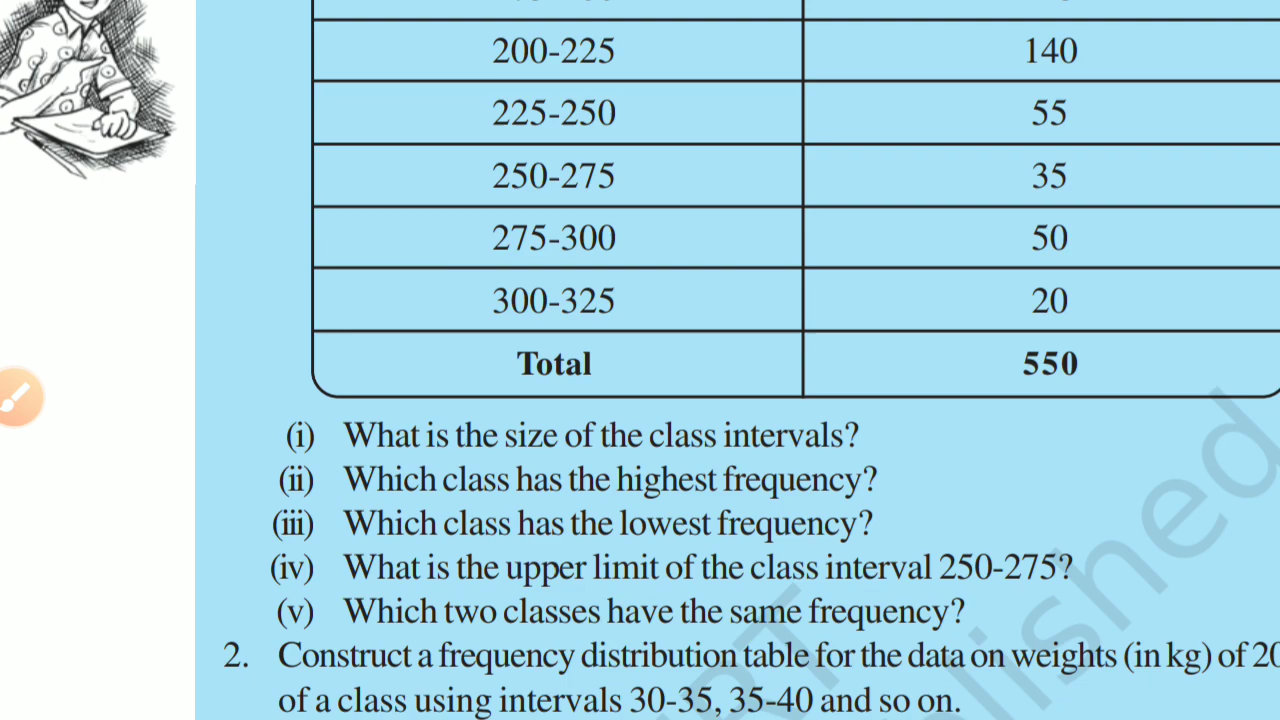 200-225 140
225-250 55
250-275 35
275-300 50
300-325 20
Total 550
(i) What is the size of the class intervals?
(ii) Which class has the highest frequency?
(iii) Which class has the lowest frequency?
(iv) What is the upper limit of the class interval 250-275?
(v) Which two classes have the same frequency?
2. Construct a frequency distribution table for the data on weights (in kg) of 20
of a class using intervals 30-35, 35-40 and so on.